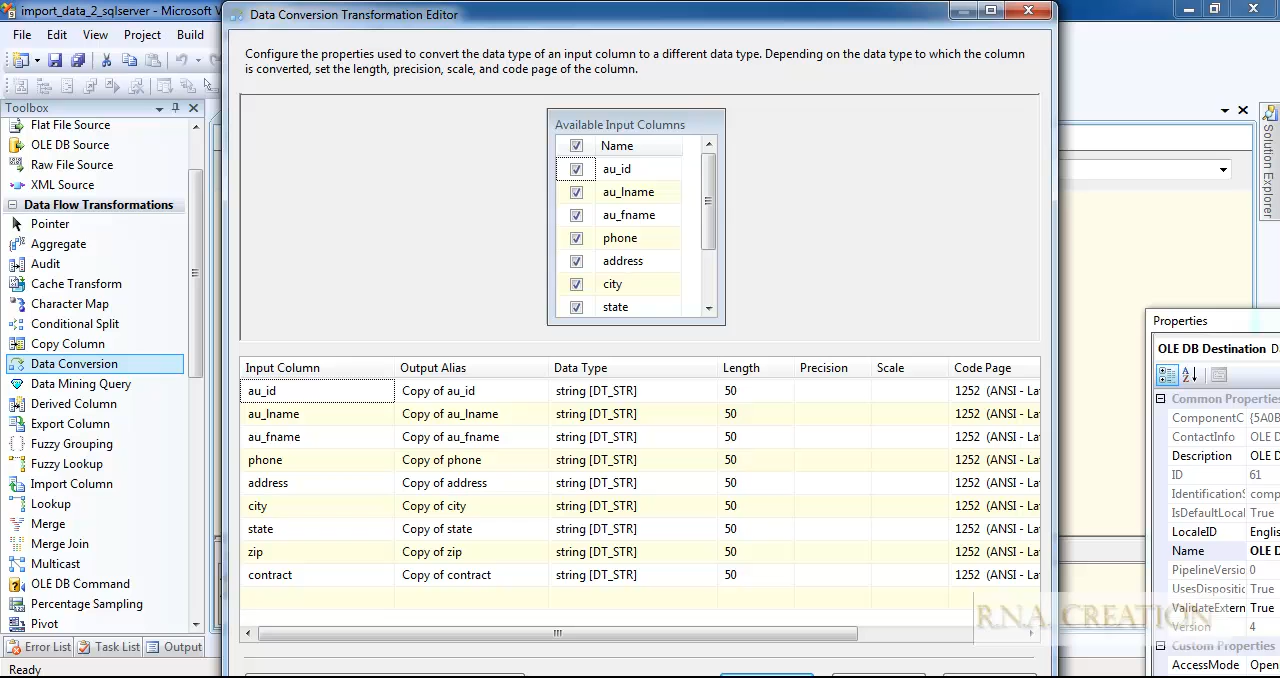 import_data_2_sqlserver - Microsoft V
Data Conversion Transformation Editor
File Edit View Project Build
Configure the properties used to convert the data type of an input column to a different data type. Depending on the data type to which the column
is converted, set the length, precision, scale, and code page of the column.
Toolbox
Flat File Source
OLE DB Source
Raw File Source
XML Source
Data Flow Transformations
Pointer
Aggregate
Audit
Cache Transform
Character Map
Conditional Split
Copy Column
Data Conversion
Data Mining Query
Derived Column
Export Column
Fuzzy Grouping
Fuzzy Lookup
Import Column
Lookup
Merge
Merge Join
Multicast
OLE DB Command
Percentage Sampling
Pivot
Error List Task List Output
Ready
Available Input Columns
Name
au_id
au_lname
au_fname
phone
address
city
state
Input Column Output Alias Data Type Length Precision Scale Code Page
au_id Copy of au_id string [DT_STR] 50 1252 (ANSI - La
au_lname Copy of au_lname string [DT_STR] 50 1252 (ANSI - La
au_fname Copy of au_fname string [DT_STR] 50 1252 (ANSI - La
phone Copy of phone string [DT_STR] 50 1252 (ANSI - La
address Copy of address string [DT_STR] 50 1252 (ANSI - La
city Copy of city string [DT_STR] 50 1252 (ANSI - La
state Copy of state string [DT_STR] 50 1252 (ANSI - La
zip Copy of zip string [DT_STR] 50 1252 (ANSI - La
contract Copy of contract string [DT_STR] 50 1252 (ANSI - La
Solution Explorer
Properties
OLE DB Destination D
Common Properties
ComponentC {5A0B
ContactInfo OLE D
Description OLE D
ID 61
Identification comp
IsDefaultLocal True
LocaleID Englis
Name OLE D
PipelineVersio 0
UsesDispositic True
ValidateExtern True
Version 4
Custom Properties
AccessMode Open
R.N.A. CREATION